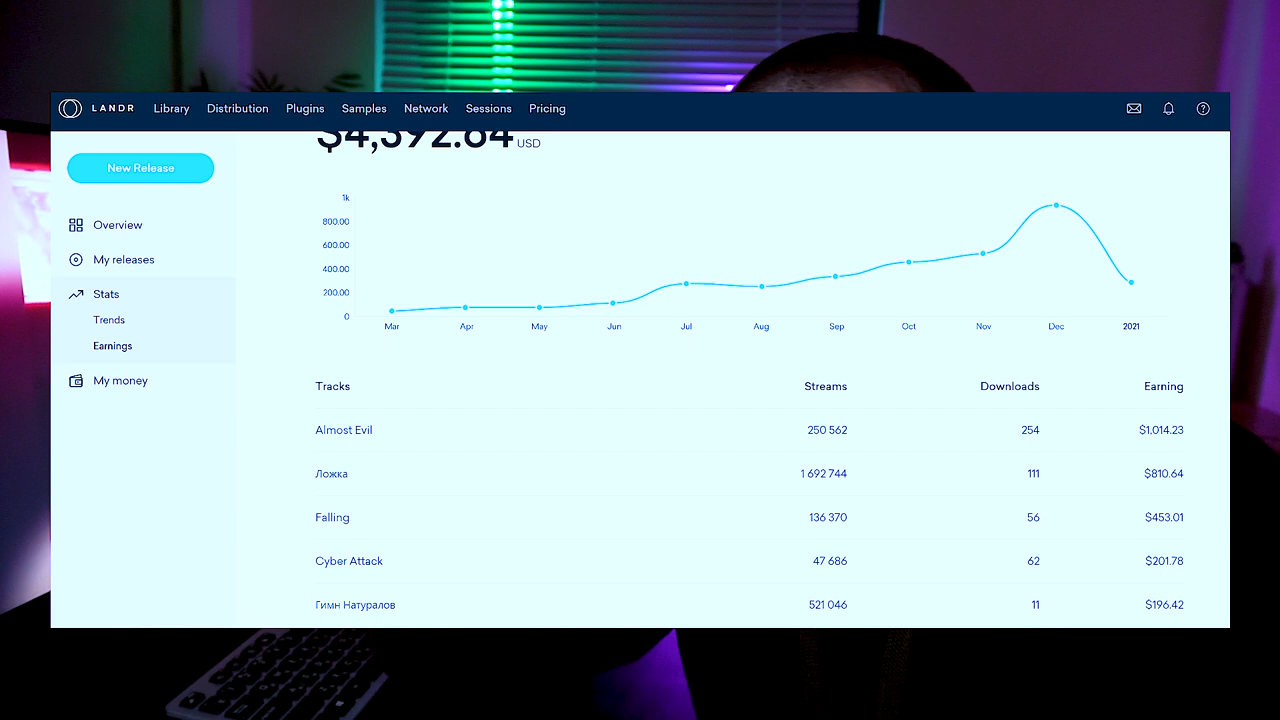 LANDR Library Distribution Plugins Samples Network Sessions Pricing
$4,392.64 USD
New Release
Overview
My releases
Stats
Trends
Earnings
My money
1k
800.00
600.00
400.00
200.00
0
Mar Apr May Jun Jul Aug Sep Oct Nov Dec 2021
Tracks Streams Downloads Earning
Almost Evil 250 562 254 $1,014.23
Ложка 1 692 744 111 $810.64
Falling 136 370 56 $453.01
Cyber Attack 47 686 62 $201.78
Гимн Натуралов 521 046 11 $196.42